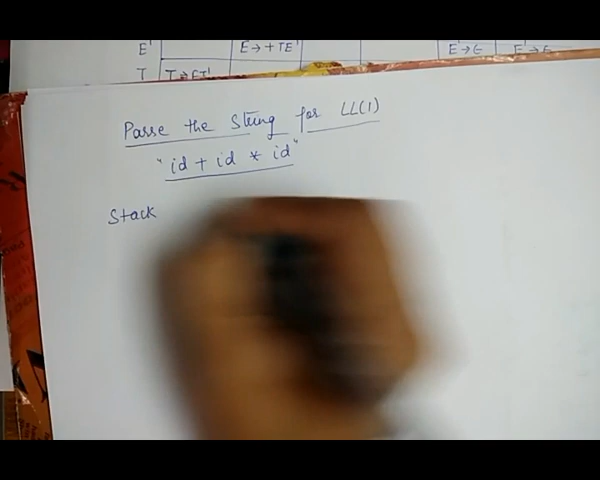 E' E → + TE' E' → ε E' → ε
T T → FT'
Parse the String for LL(1)
"id + id * id"
Stack